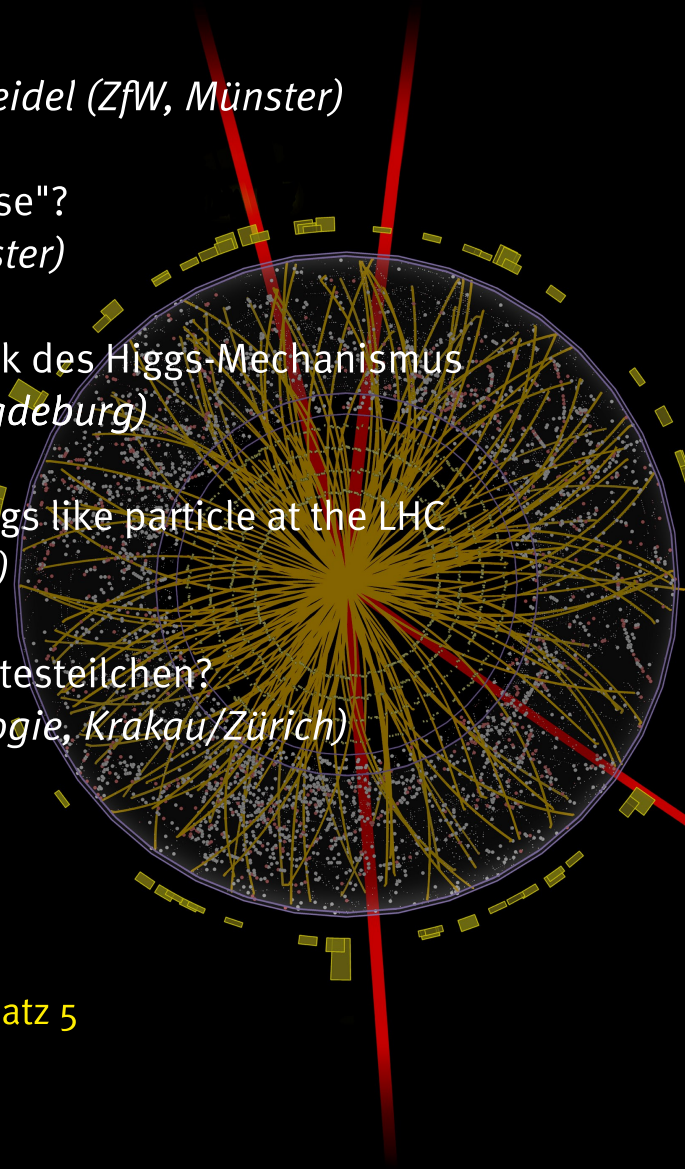 eidel (ZfW, Münster)
se"?
ster)
k des Higgs-Mechanismus
gdeburg)
gs like particle at the LHC
)
testeilchen?
ogie, Krakau/Zürich)
atz 5